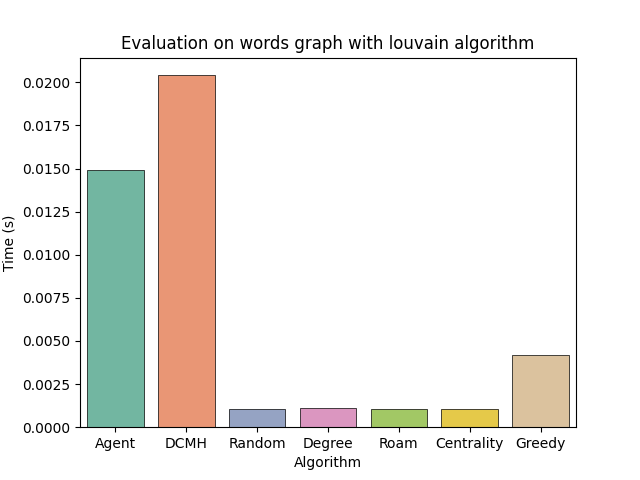 Evaluation on words graph with louvain algorithm
0.0200
0.0175
0.0150
0.0125
0.0100
0.0075
0.0050
0.0025
0.0000
Time (s)
Agent DCMH Random Degree Roam Centrality Greedy
Algorithm